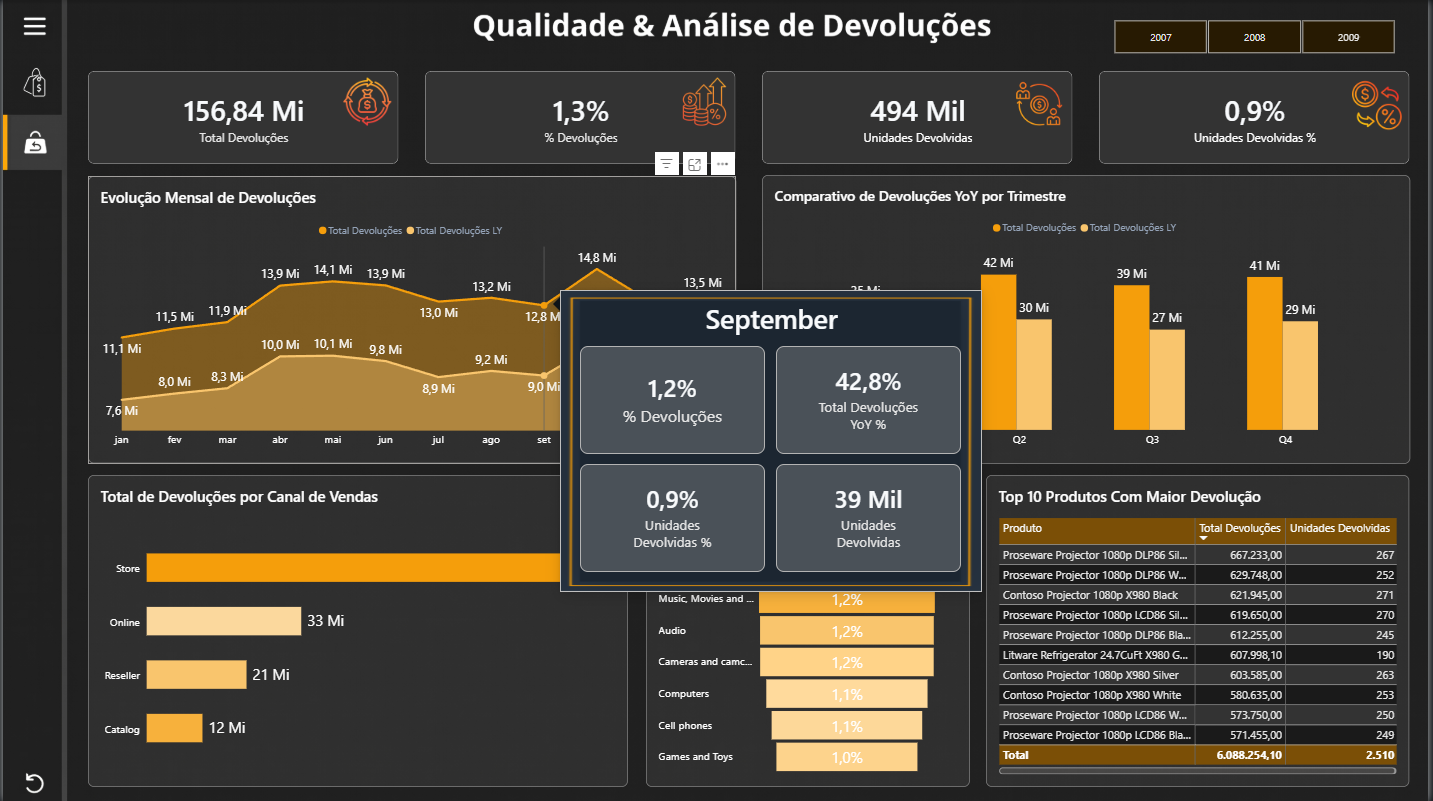 Qualidade & Análise de Devoluções
2007 2008 2009
156,84 Mi
Total Devoluções
1,3%
% Devoluções
494 Mil
Unidades Devolvidas
0,9%
Unidades Devolvidas %
Evolução Mensal de Devoluções
Total Devoluções Total Devoluções LY
11,1 Mi 11,5 Mi 11,9 Mi 13,9 Mi 14,1 Mi 13,9 Mi 13,0 Mi 13,2 Mi 12,8 M 14,8 Mi 13,5 Mi
7,6 Mi 8,0 Mi 8,3 Mi 10,0 Mi 10,1 Mi 9,8 Mi 8,9 Mi 9,2 Mi 9,0 Mi
jan fev mar abr mai jun jul ago set
Comparativo de Devoluções YoY por Trimestre
Total Devoluções Total Devoluções LY
42 Mi 30 Mi 39 Mi 27 Mi 41 Mi 29 Mi
Q2 Q3 Q4
September
1,2%
% Devoluções
42,8%
Total Devoluções
YoY %
0,9%
Unidades
Devolvidas %
39 Mil
Unidades
Devolvidas
Total de Devoluções por Canal de Vendas
Store
Online 33 Mi
Reseller 21 Mi
Catalog 12 Mi
Music, Movies and ... 1,2%
Audio 1,2%
Cameras and camc... 1,2%
Computers 1,1%
Cell phones 1,1%
Games and Toys 1,0%
Top 10 Produtos Com Maior Devolução
Produto Total Devoluções Unidades Devolvidas
Proseware Projector 1080p DLP86 Sil... 667.233,00 267
Proseware Projector 1080p DLP86 W... 629.748,00 252
Contoso Projector 1080p X980 Black 621.945,00 271
Proseware Projector 1080p LCD86 Sil... 619.650,00 270
Proseware Projector 1080p DLP86 Bla... 612.255,00 245
Litware Refrigerator 24.7CuFt X980 G... 607.998,10 190
Contoso Projector 1080p X980 Silver 603.585,00 263
Contoso Projector 1080p X980 White 580.635,00 253
Proseware Projector 1080p LCD86 W... 573.750,00 250
Proseware Projector 1080p LCD86 Bla... 571.455,00 249
Total 6.088.254,10 2.510